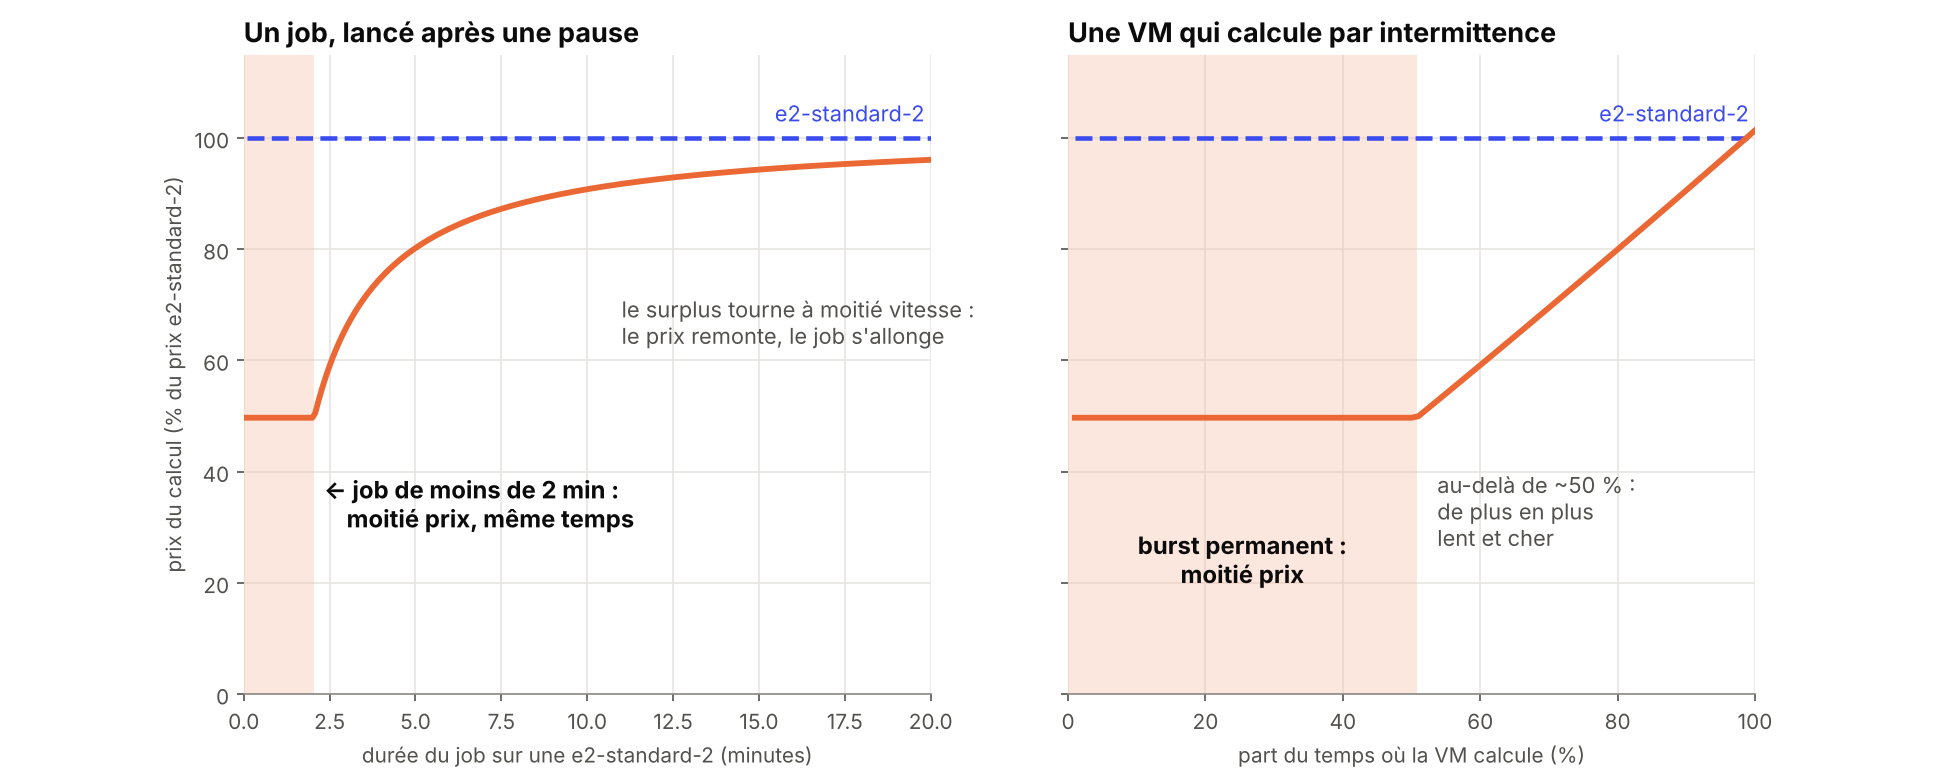 Un job, lancé après une pause
e2-standard-2
100
80
60
40
20
0
prix du calcul (% du prix e2-standard-2)
le surplus tourne à moitié vitesse :
le prix remonte, le job s'allonge
← job de moins de 2 min :
moitié prix, même temps
0.0
2.5
5.0
7.5
10.0
12.5
15.0
17.5
20.0
durée du job sur une e2-standard-2 (minutes)
Une VM qui calcule par intermittence
e2-standard-2
au-delà de ~50 % :
de plus en plus
lent et cher
burst permanent :
moitié prix
0
20
40
60
80
100
part du temps où la VM calcule (%)